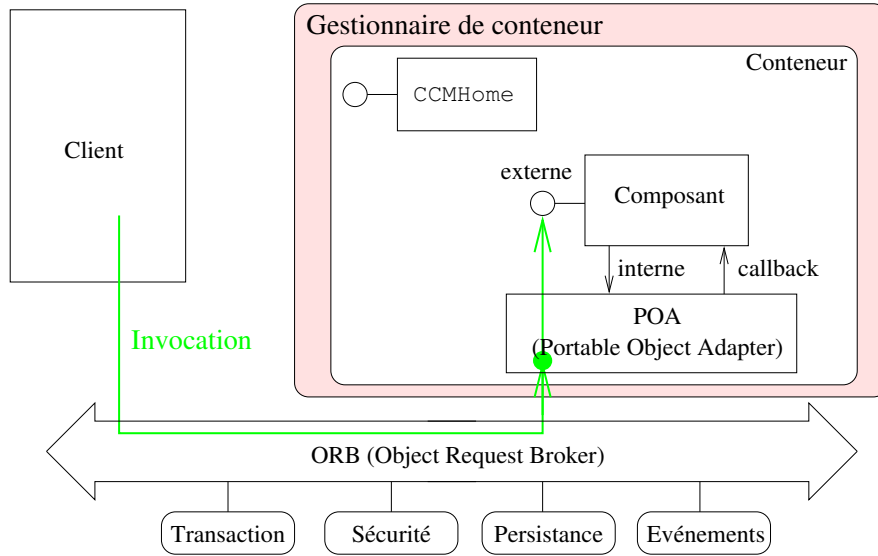 Gestionnaire de conteneur
Conteneur
CCMHome
Client
externe
Composant
interne
callback
POA
(Portable Object Adapter)
Invocation
ORB (Object Request Broker)
Transaction
Sécurité
Persistance
Evénements